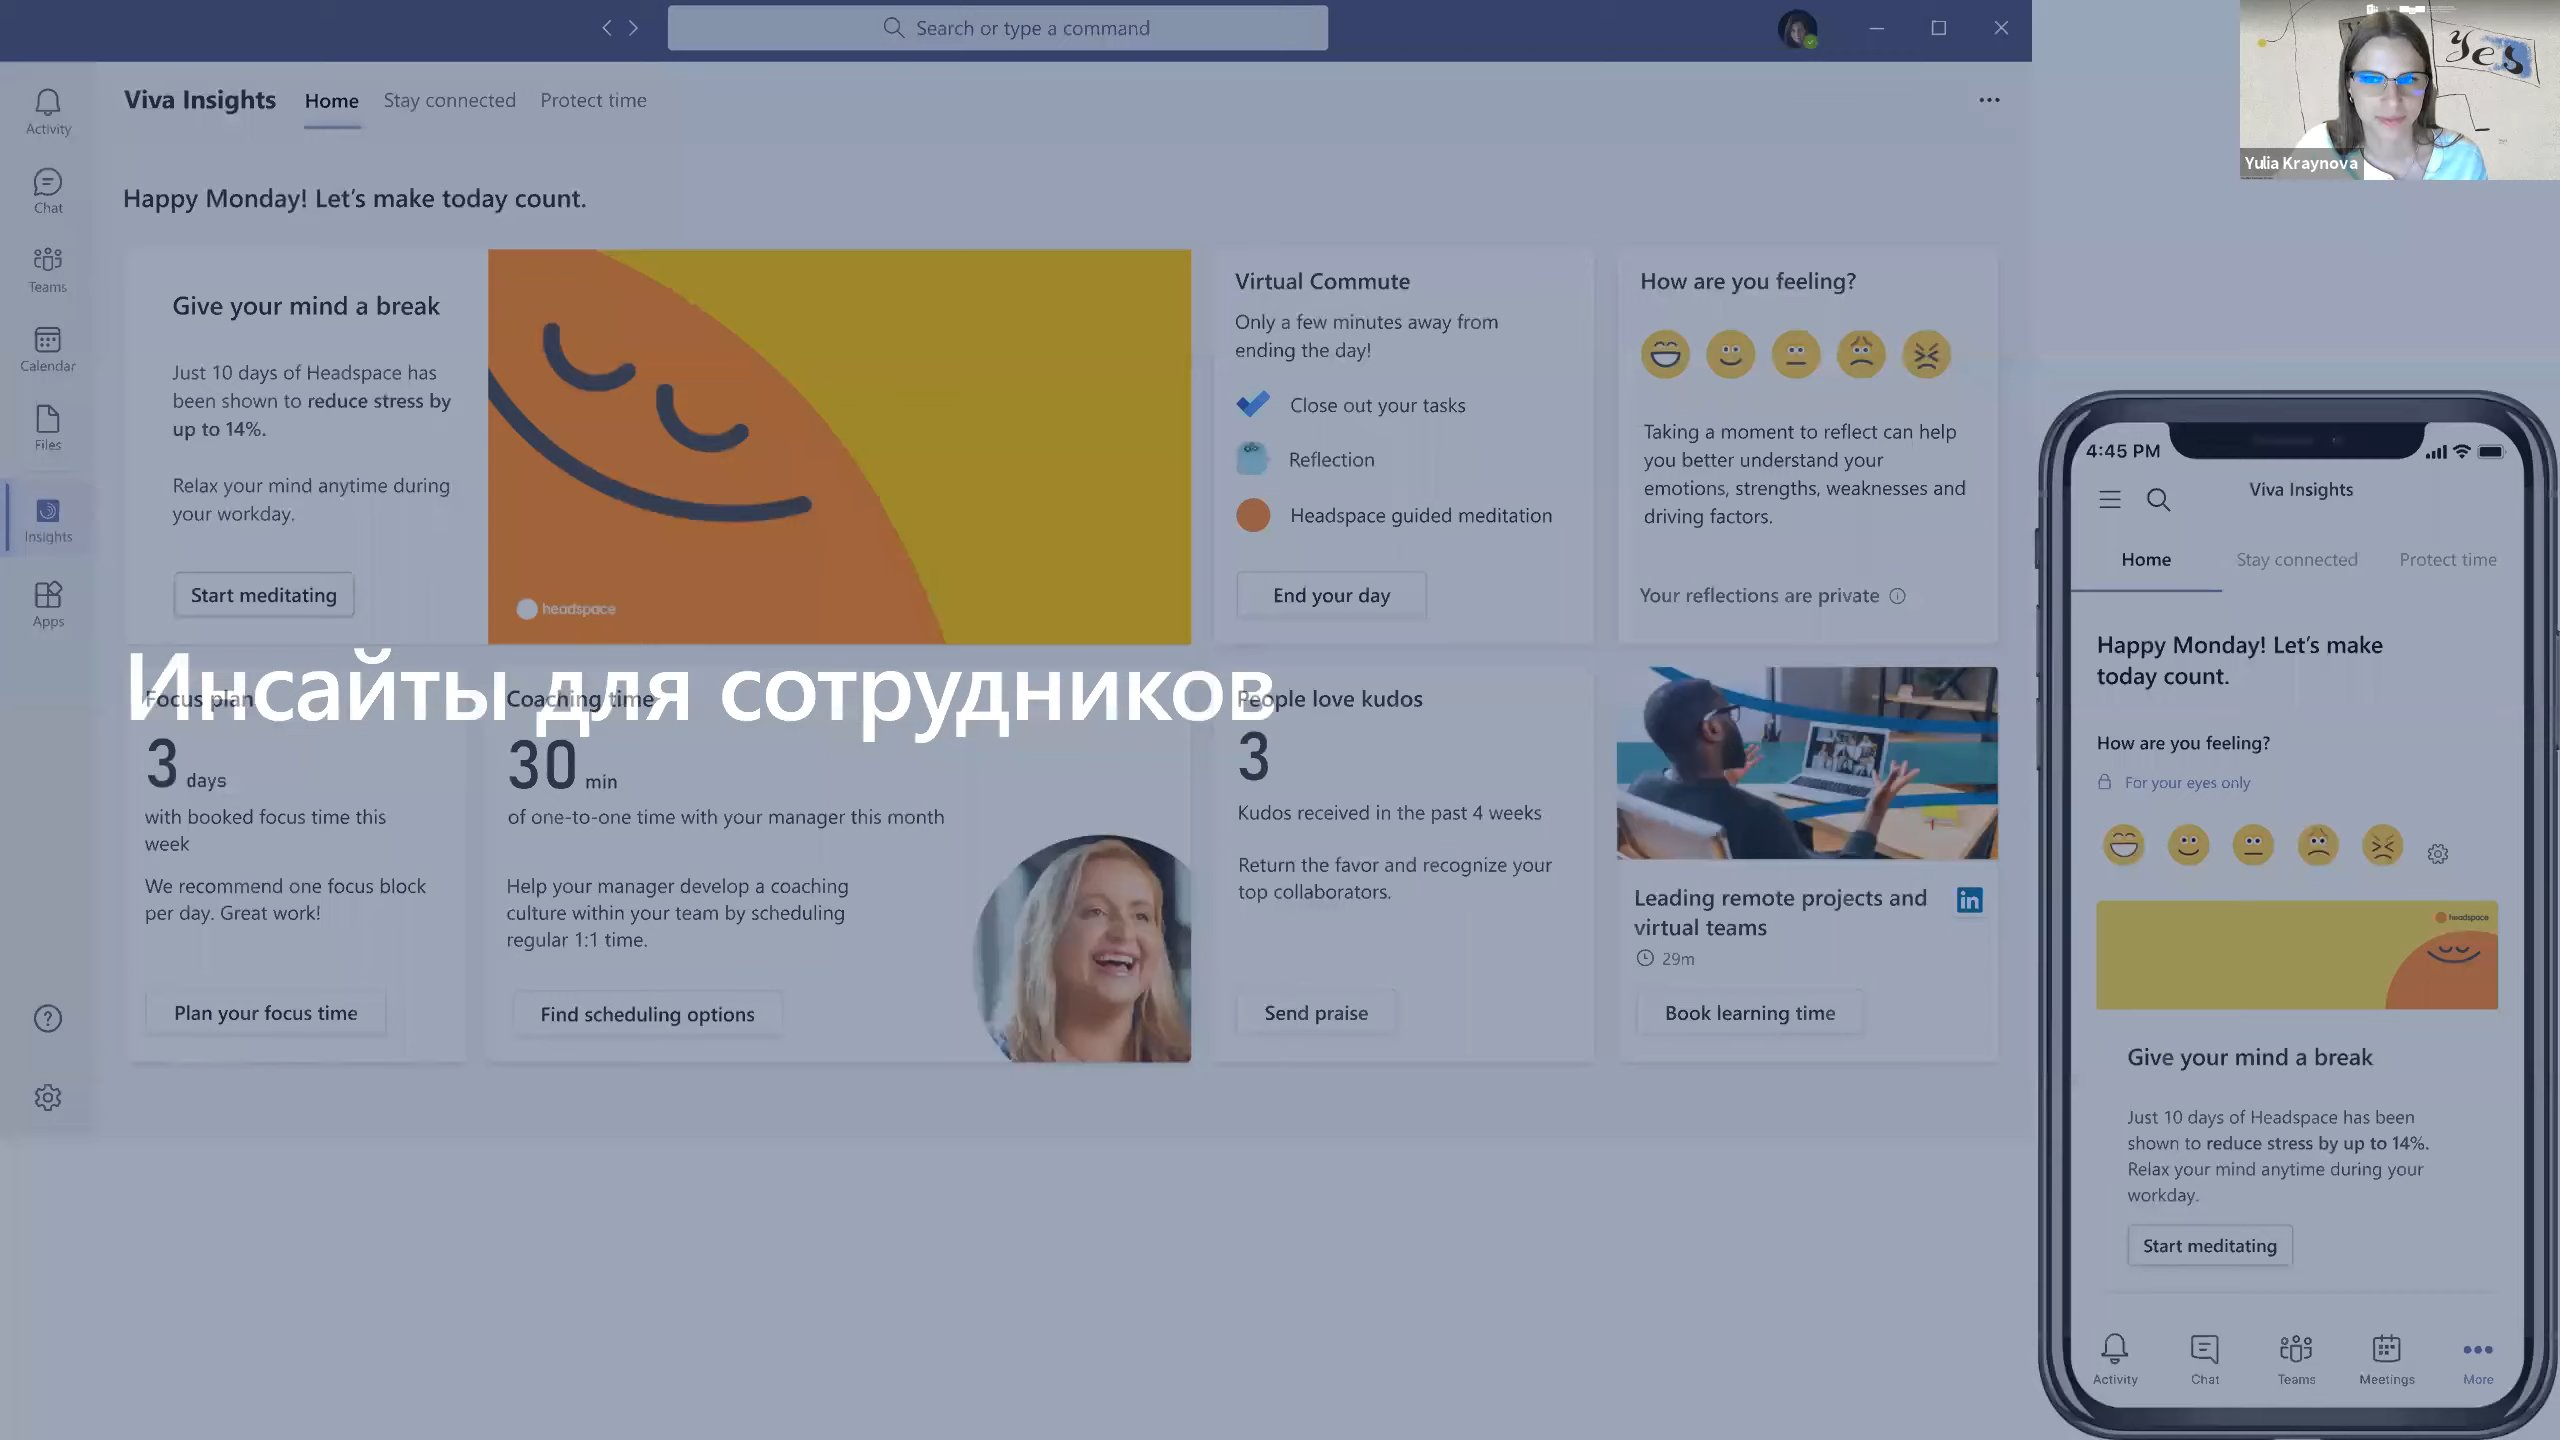 Search or type a command
Yes
Yulia Kraynova
Viva Insights
Home
Stay connected
Protect time
Activity
Chat
Teams
Calendar
Files
Insights
Apps
Happy Monday! Let's make today count.
Give your mind a break
Just 10 days of Headspace has
been shown to reduce stress by
up to 14%.
Relax your mind anytime during
your workday.
Start meditating
headspace
Virtual Commute
Only a few minutes away from
ending the day!
Close out your tasks
Reflection
Headspace guided meditation
End your day
How are you feeling?
Taking a moment to reflect can help
you better understand your
emotions, strengths, weaknesses and
driving factors.
Your reflections are private
Инсайты для сотрудников
Focus plan
3 days
with booked focus time this
week
We recommend one focus block
per day. Great work!
Plan your focus time
Coaching time
30 min
of one-to-one time with your manager this month
Help your manager develop a coaching
culture within your team by scheduling
regular 1:1 time.
Find scheduling options
People love kudos
3
Kudos received in the past 4 weeks
Return the favor and recognize your
top collaborators.
Send praise
Leading remote projects and
virtual teams
in
29m
Book learning time
4:45 PM
Viva Insights
Home
Stay connected
Protect time
Happy Monday! Let's make
today count.
How are you feeling?
For your eyes only
headspace
Give your mind a break
Just 10 days of Headspace has been
shown to reduce stress by up to 14%.
Relax your mind anytime during your
workday.
Start meditating
Activity
Chat
Teams
Meetings
More